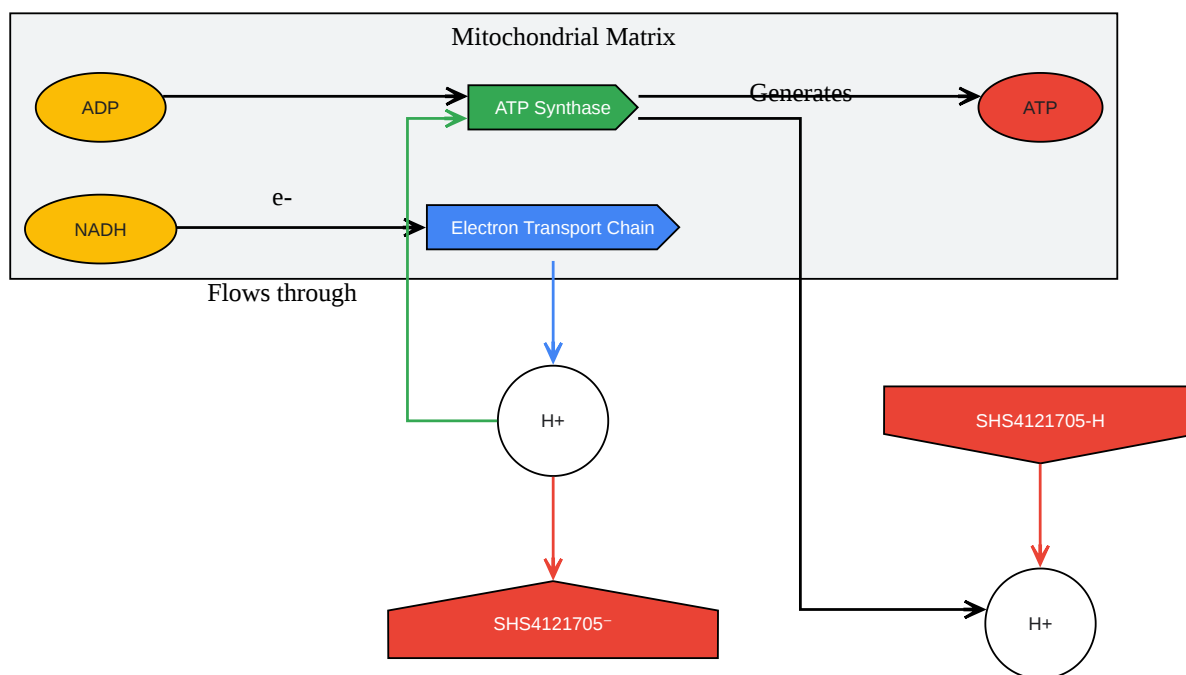 Mitochondrial Matrix
ADP
ATP Synthase
Generates
ATP
e-
NADH
Electron Transport Chain
Flows through
H+
SHS4121705-H
SHS4121705⁻
H+